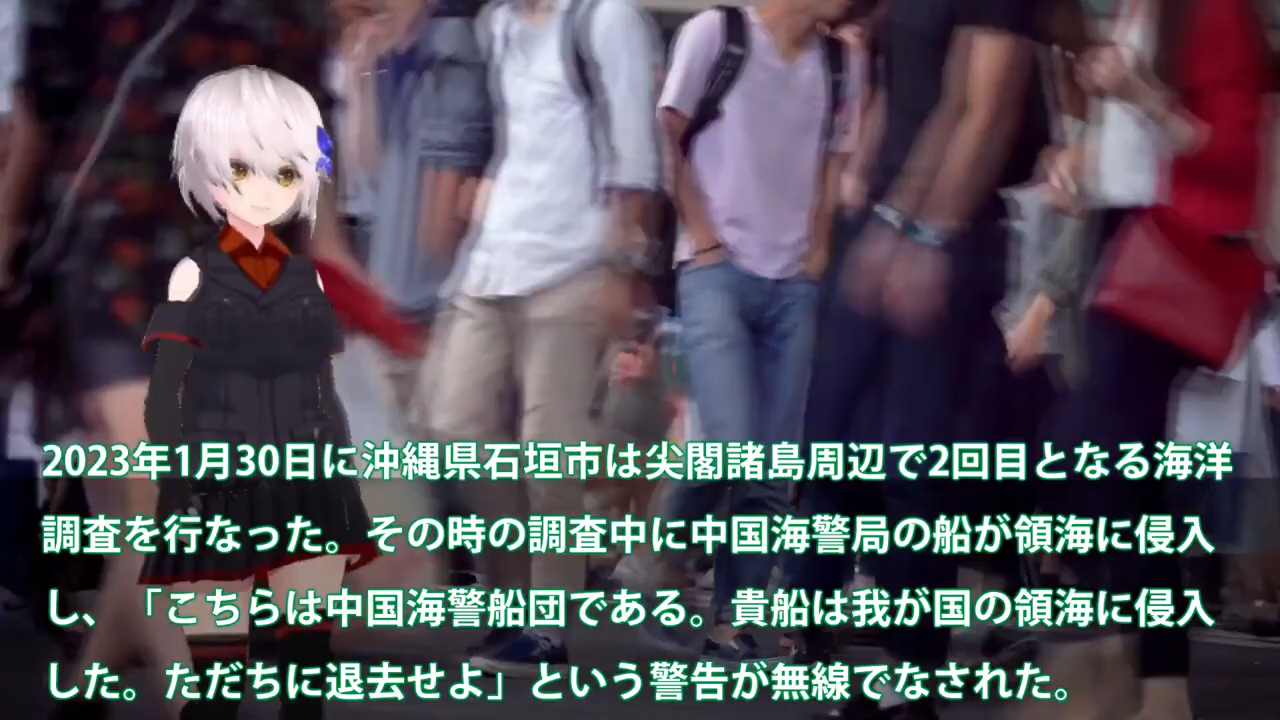 2023年1月30日に沖縄県石垣市は尖閣諸島周辺で2回目となる海洋
調査を行なった。その時の調査中に中国海警局の船が領海に侵入
し、「こちらは中国海警船団である。貴船は我が国の領海に侵入
した。ただちに退去せよ」という警告が無線でなされた。